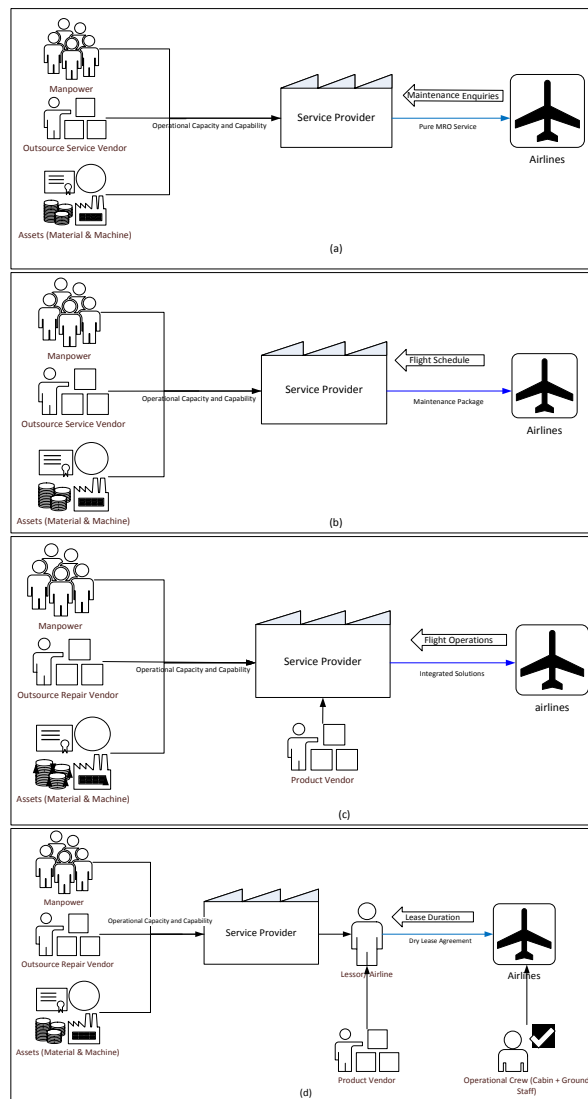 Manpower
Outsource Service Vendor
Assets (Material & Machine)
Operational Capacity and Capability
Service Provider
Maintenance Enquiries
Pure MRO Service
Airlines
(a)
Manpower
Outsource Service Vendor
Assets (Material & Machine)
Operational Capacity and Capability
Service Provider
Flight Schedule
Maintenance Package
Airlines
(b)
Manpower
Outsource Repair Vendor
Assets (Material & Machine)
Operational Capacity and Capability
Service Provider
Product Vendor
Flight Operations
Integrated Solutions
airlines
(c)
Manpower
Outsource Repair Vendor
Assets (Material & Machine)
Operational Capacity and Capability
Service Provider
Lessor Airline
Product Vendor
Lease Duration
Dry Lease Agreement
Airlines
Operational Crew (Cabin + Ground
Staff)
(d)